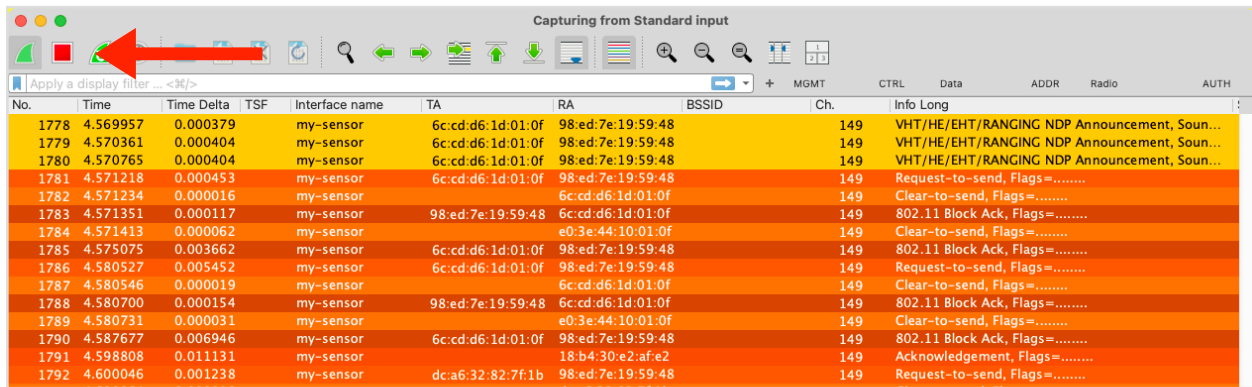 Capturing from Standard input
Apply a display filter ... <⌘/>
+ MGMT CTRL Data ADDR Radio AUTH
No. Time Time Delta TSF Interface name TA RA BSSID Ch. Info Long
1778 4.569957 0.000379 my-sensor 6c:cd:d6:1d:01:0f 98:ed:7e:19:59:48 149 VHT/HE/EHT/RANGING NDP Announcement, Soun...
1779 4.570361 0.000404 my-sensor 6c:cd:d6:1d:01:0f 98:ed:7e:19:59:48 149 VHT/HE/EHT/RANGING NDP Announcement, Soun...
1780 4.570765 0.000404 my-sensor 6c:cd:d6:1d:01:0f 98:ed:7e:19:59:48 149 VHT/HE/EHT/RANGING NDP Announcement, Soun...
1781 4.571218 0.000453 my-sensor 6c:cd:d6:1d:01:0f 98:ed:7e:19:59:48 149 Request-to-send, Flags=........
1782 4.571234 0.000016 my-sensor 6c:cd:d6:1d:01:0f 149 Clear-to-send, Flags=........
1783 4.571351 0.000117 my-sensor 98:ed:7e:19:59:48 6c:cd:d6:1d:01:0f 149 802.11 Block Ack, Flags=........
1784 4.571413 0.000062 my-sensor e0:3e:44:10:01:0f 149 Clear-to-send, Flags=........
1785 4.575075 0.003662 my-sensor 6c:cd:d6:1d:01:0f 98:ed:7e:19:59:48 149 802.11 Block Ack, Flags=........
1786 4.580527 0.005452 my-sensor 6c:cd:d6:1d:01:0f 98:ed:7e:19:59:48 149 Request-to-send, Flags=........
1787 4.580546 0.000019 my-sensor 6c:cd:d6:1d:01:0f 149 Clear-to-send, Flags=........
1788 4.580700 0.000154 my-sensor 98:ed:7e:19:59:48 6c:cd:d6:1d:01:0f 149 802.11 Block Ack, Flags=........
1789 4.580731 0.000031 my-sensor e0:3e:44:10:01:0f 149 Clear-to-send, Flags=........
1790 4.587677 0.006946 my-sensor 6c:cd:d6:1d:01:0f 98:ed:7e:19:59:48 149 802.11 Block Ack, Flags=........
1791 4.598808 0.011131 my-sensor 18:b4:30:e2:af:e2 149 Acknowledgement, Flags=........
1792 4.600046 0.001238 my-sensor dc:a6:32:82:7f:1b 98:ed:7e:19:59:48 149 Request-to-send, Flags=........